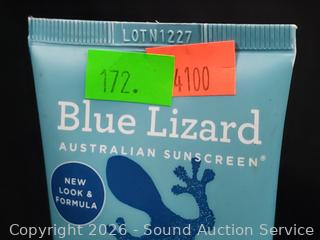 LOTN1227
172.
4100
Blue Lizard
AUSTRALIAN SUNSCREEN®
NEW
LOOK &
FORMULA
Copyright 2026 - Sound Auction Service